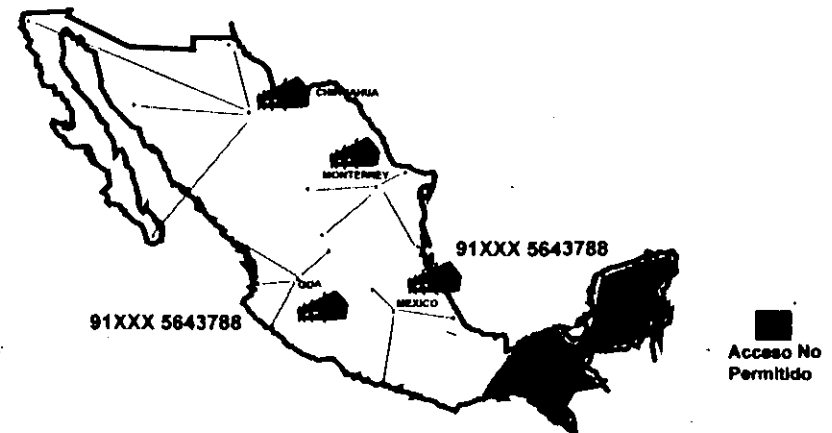 CHIHUAHUA
MONTERREY
91XXX 5643788
GDA
MEXICO
91XXX 5643788
Acceso No
Permitido